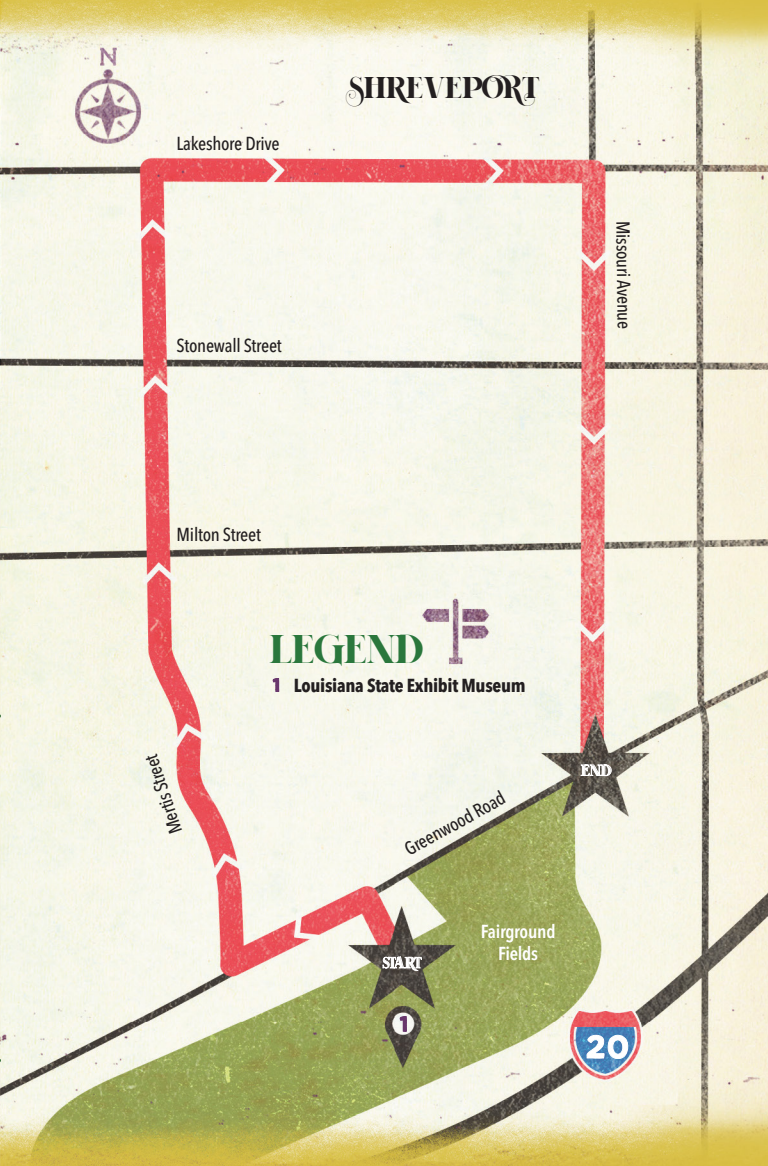 N
SHREVEPORT
Lakeshore Drive
Missouri Avenue
Stonewall Street
Milton Street
LEGEND
1 Louisiana State Exhibit Museum
Mertis Street
END
Greenwood Road
Fairground
Fields
START
1
20